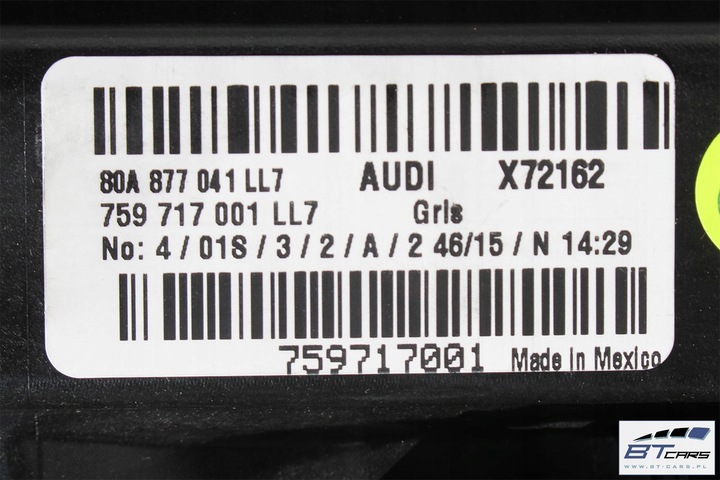 80A 877 041 LL7 AUDI X72162
759 717 001 LL7 Gris
No: 4 / 01S / 3 / 2 / A / 2 46/15 / N 14:29
759717001 Made in Mexico
BT CARS
WWW.BT-CARS.PL